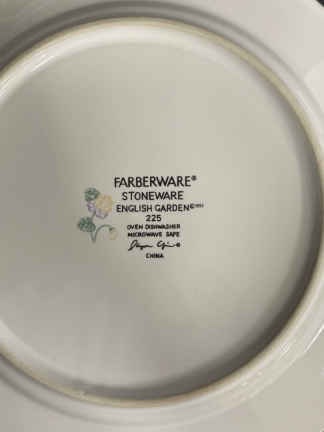 FARBERWARE®
STONEWARE
ENGLISH GARDEN©
225
OVEN DISHWASHER
MICROWAVE SAFE
CHINA